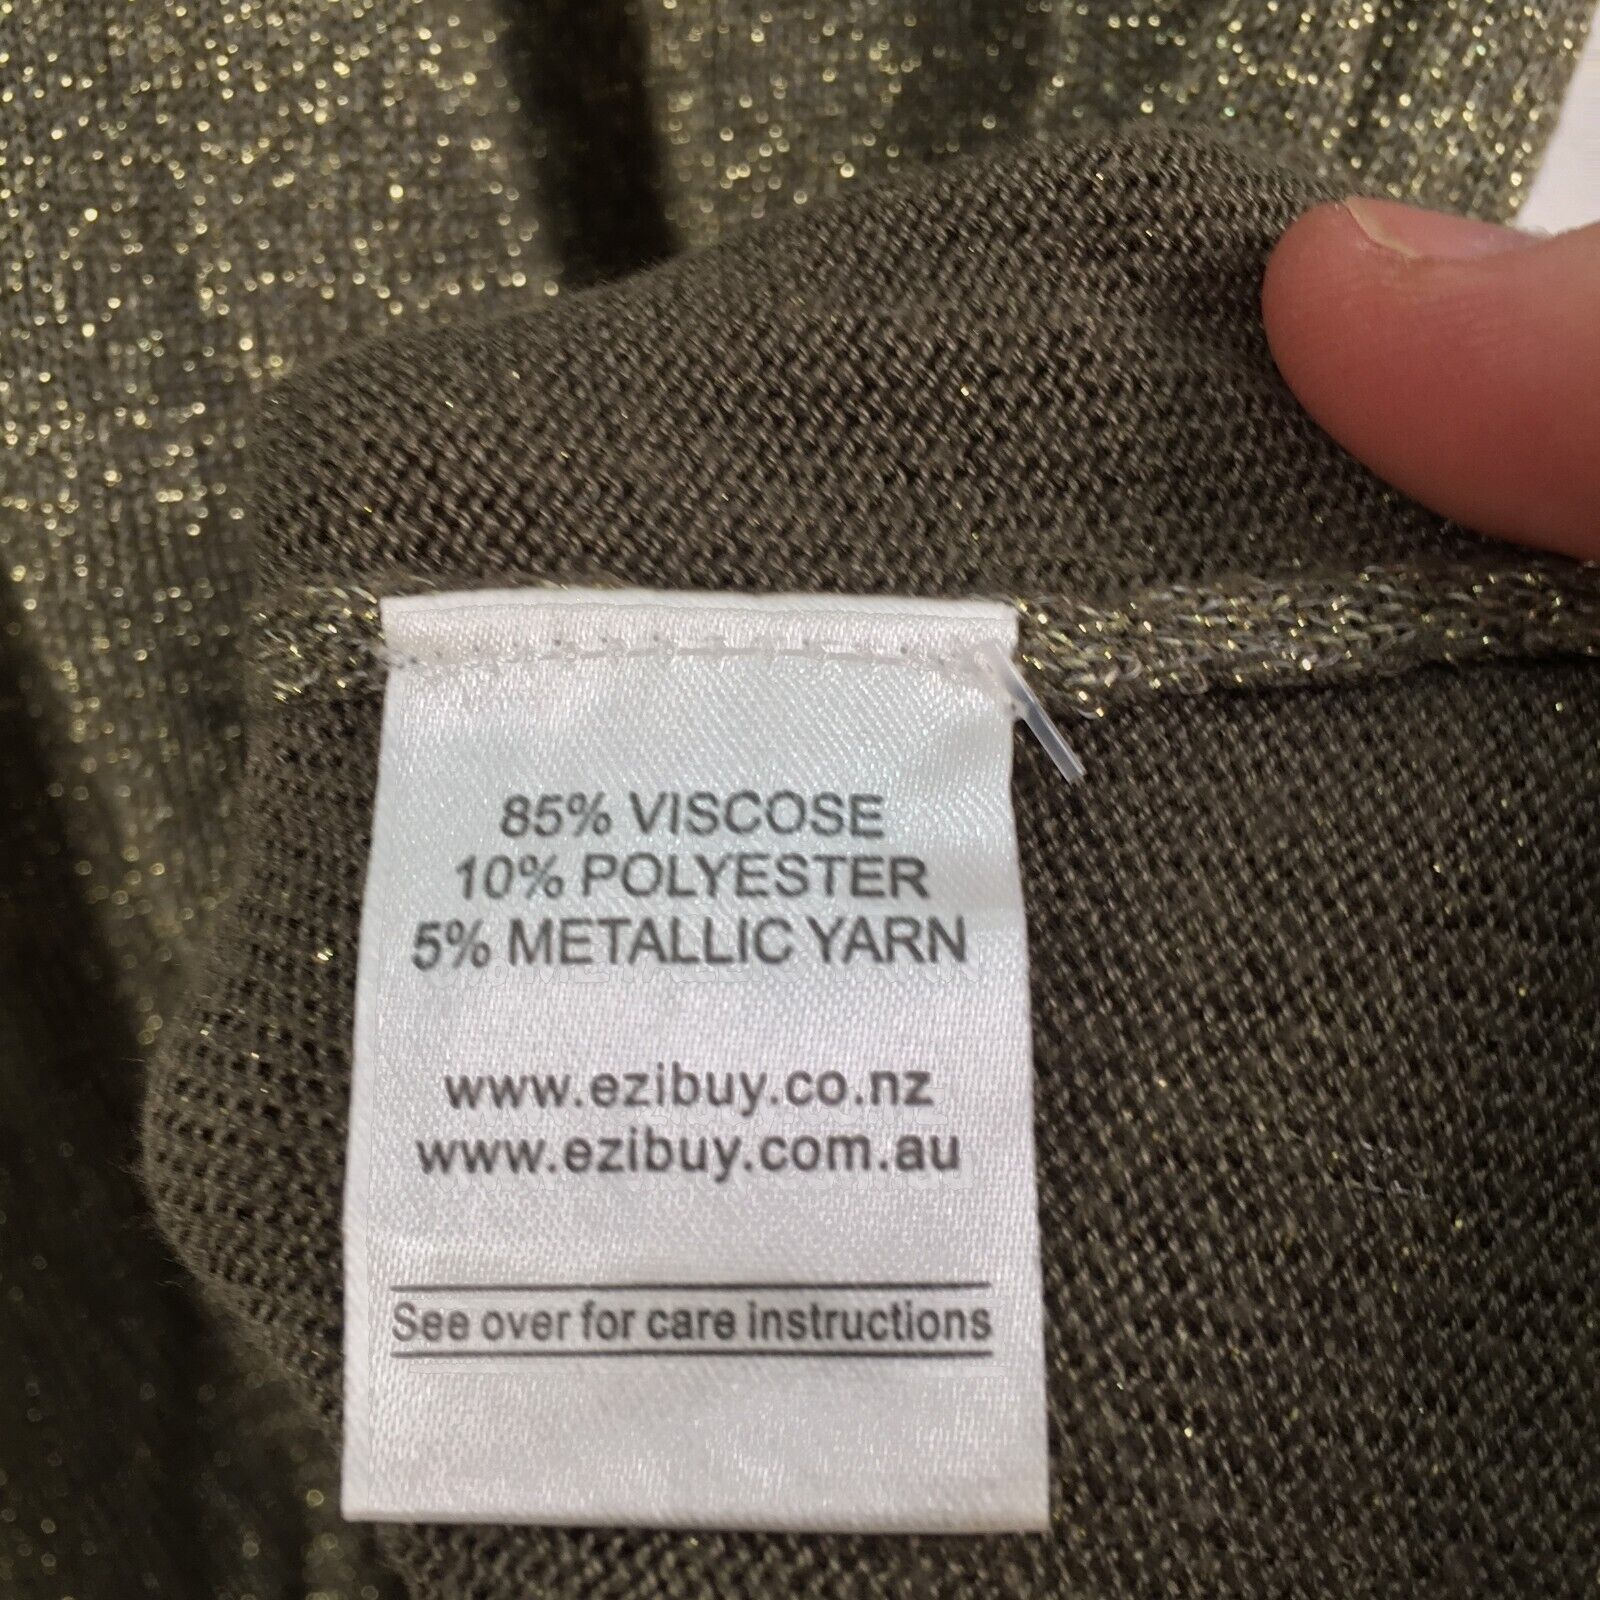 85% VISCOSE
10% POLYESTER
5% METALLIC YARN
www.ezibuy.co.nz
www.ezibuy.com.au
See over for care instructions